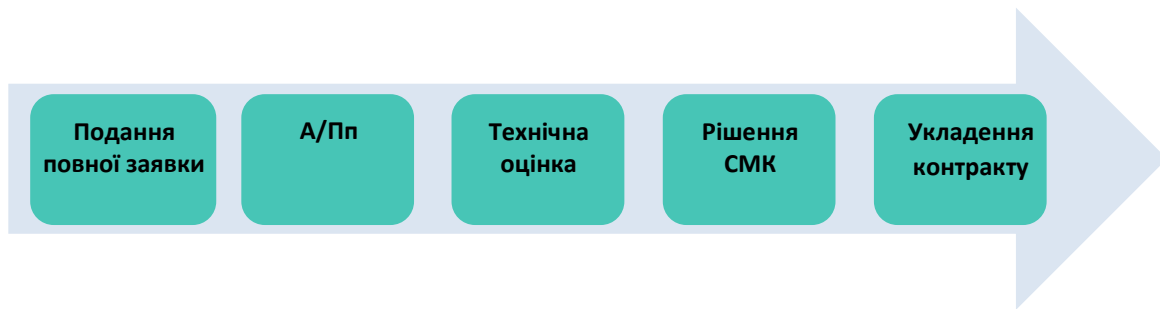 Подання
повної заявки
А/Пп
Технічна
оцінка
Рішення
СМК
Укладення
контракту